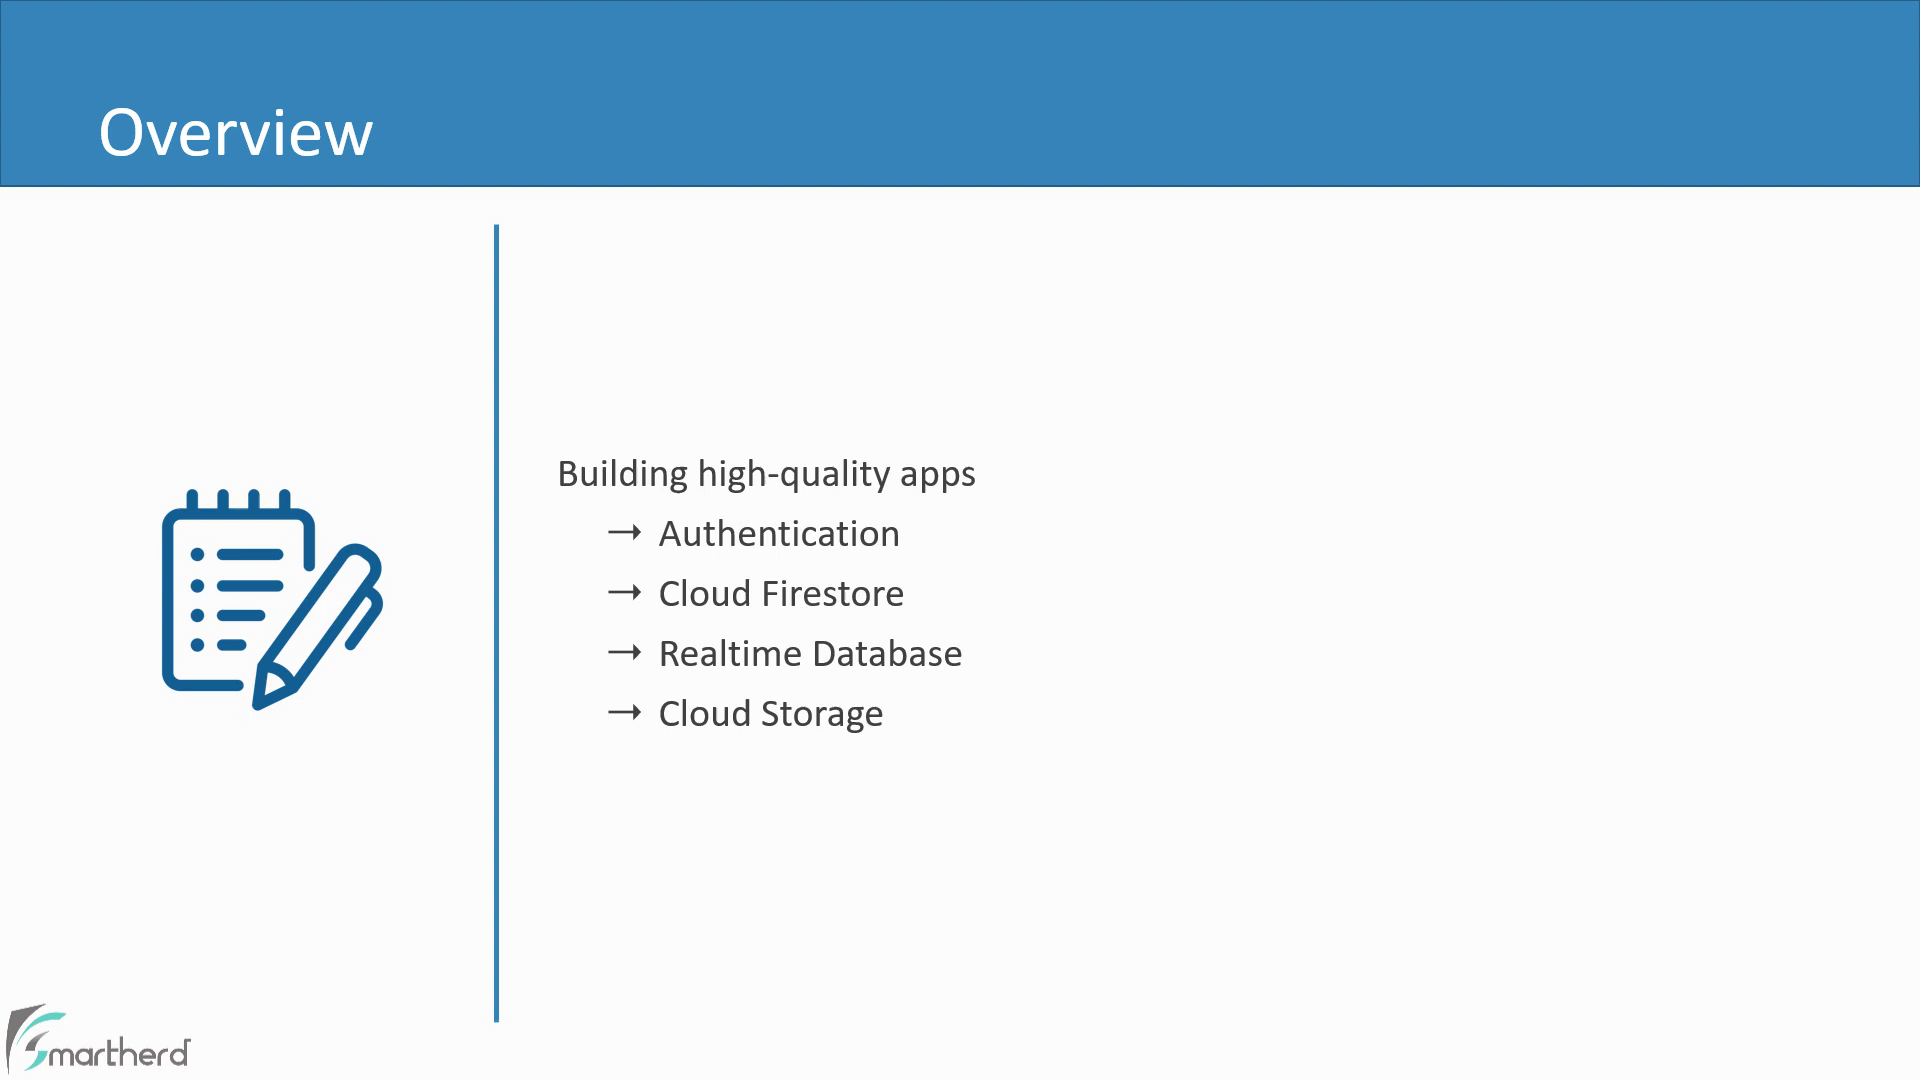 Overview
Building high-quality apps
→ Authentication
→ Cloud Firestore
→ Realtime Database
→ Cloud Storage
Smartherd